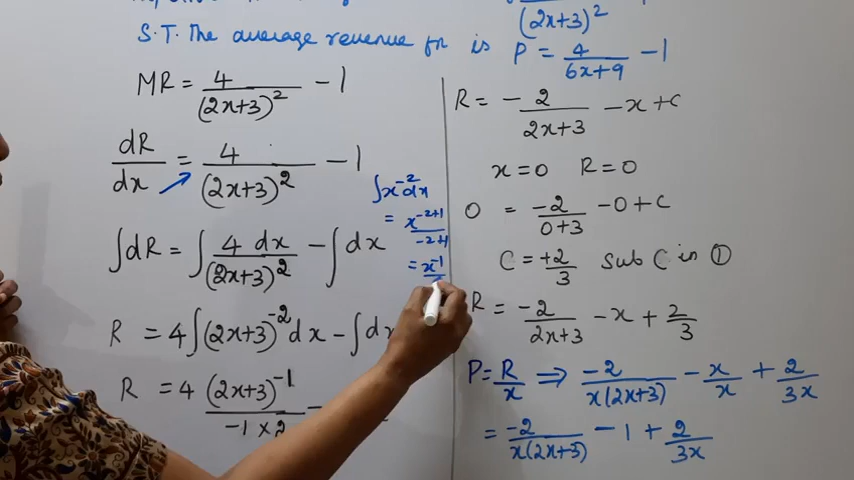 (2x+3)²
S.T. The average revenue fn is P = 4/(6x+9) - 1
MR = 4/(2x+3)² - 1
dR/dx = 4/(2x+3)² - 1
∫dR = ∫ 4 dx/(2x+3)² - ∫dx
R = 4∫(2x+3)⁻² dx - ∫dx
R = 4 (2x+3)⁻¹/(-1 × 2) -
∫x⁻² dx
= x⁻²⁺¹/(-2+1)
= x⁻¹/
R = - 2/(2x+3) - x + C
x = 0 R = 0
0 = -2/(0+3) - 0 + C
C = +2/3 Sub C in ①
R = -2/(2x+3) - x + 2/3
P = R/x ⟹ -2/(x(2x+3)) - x/x + 2/(3x)
= -2/(x(2x+3)) - 1 + 2/(3x)